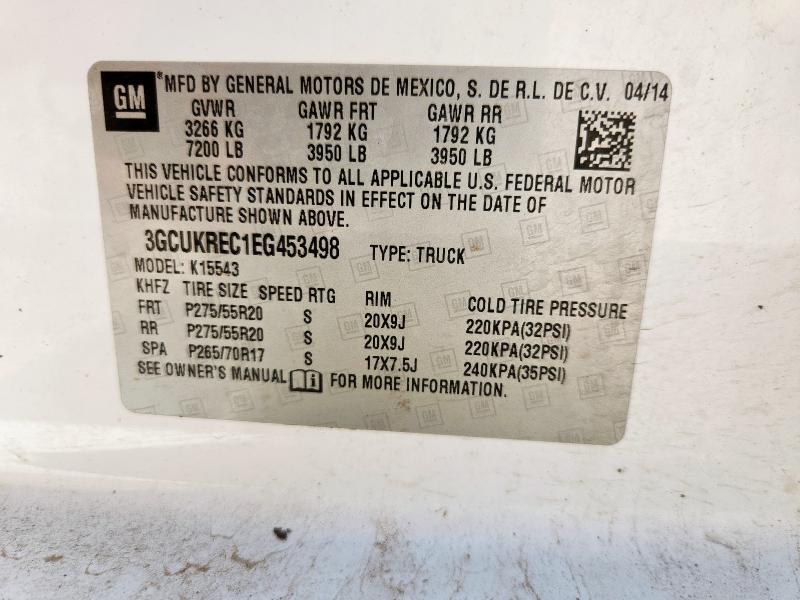 GM ® MFD BY GENERAL MOTORS DE MEXICO, S. DE R.L. DE C.V. 04/14
GVWR GAWR FRT GAWR RR
3266 KG 1792 KG 1792 KG
7200 LB 3950 LB 3950 LB
THIS VEHICLE CONFORMS TO ALL APPLICABLE U.S. FEDERAL MOTOR
VEHICLE SAFETY STANDARDS IN EFFECT ON THE DATE OF
MANUFACTURE SHOWN ABOVE.
3GCUKREC1EG453498 TYPE: TRUCK
MODEL: K15543
KHFZ TIRE SIZE SPEED RTG RIM COLD TIRE PRESSURE
FRT P275/55R20 S 20X9J 220KPA(32PSI)
RR P275/55R20 S 20X9J 220KPA(32PSI)
SPA P265/70R17 S 17X7.5J 240KPA(35PSI)
SEE OWNER'S MANUAL i FOR MORE INFORMATION.